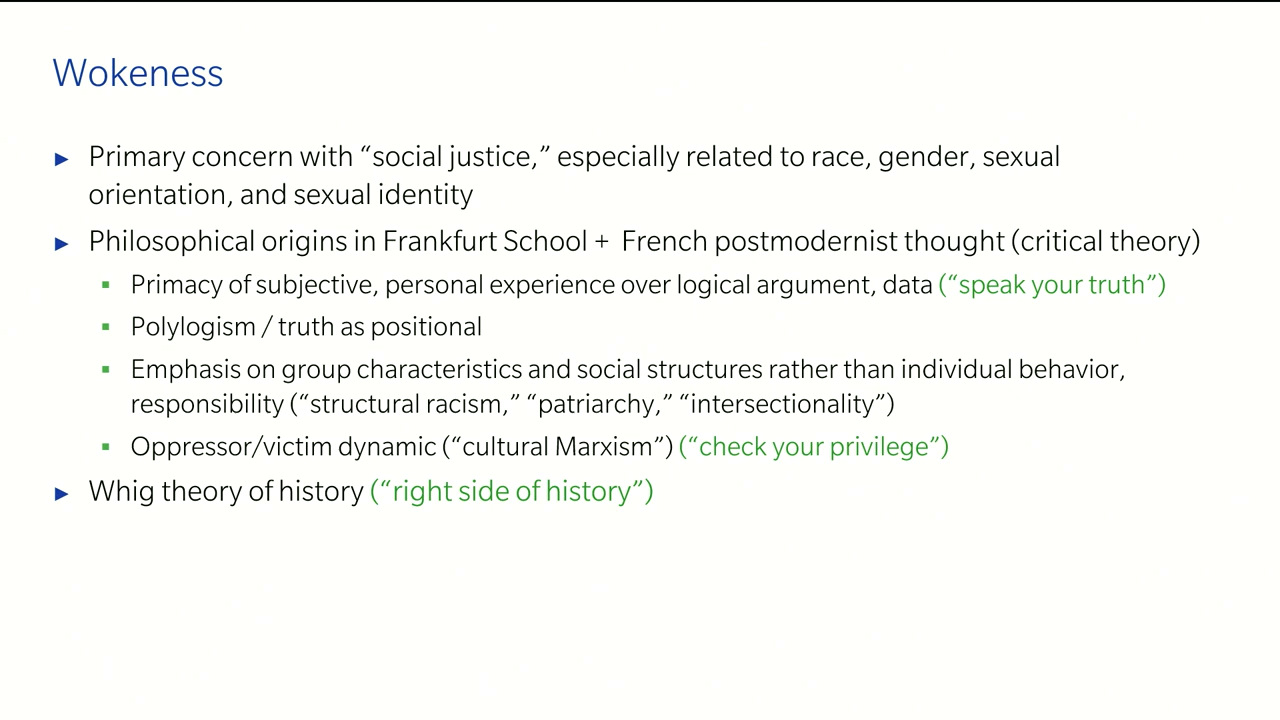 Wokeness
► Primary concern with “social justice,” especially related to race, gender, sexual
orientation, and sexual identity
► Philosophical origins in Frankfurt School +  French postmodernist thought (critical theory)
▪ Primacy of subjective, personal experience over logical argument, data (“speak your truth”)
▪ Polylogism / truth as positional
▪ Emphasis on group characteristics and social structures rather than individual behavior,
responsibility (“structural racism,” “patriarchy,” “intersectionality”)
▪ Oppressor/victim dynamic (“cultural Marxism”) (“check your privilege”)
► Whig theory of history (“right side of history”)